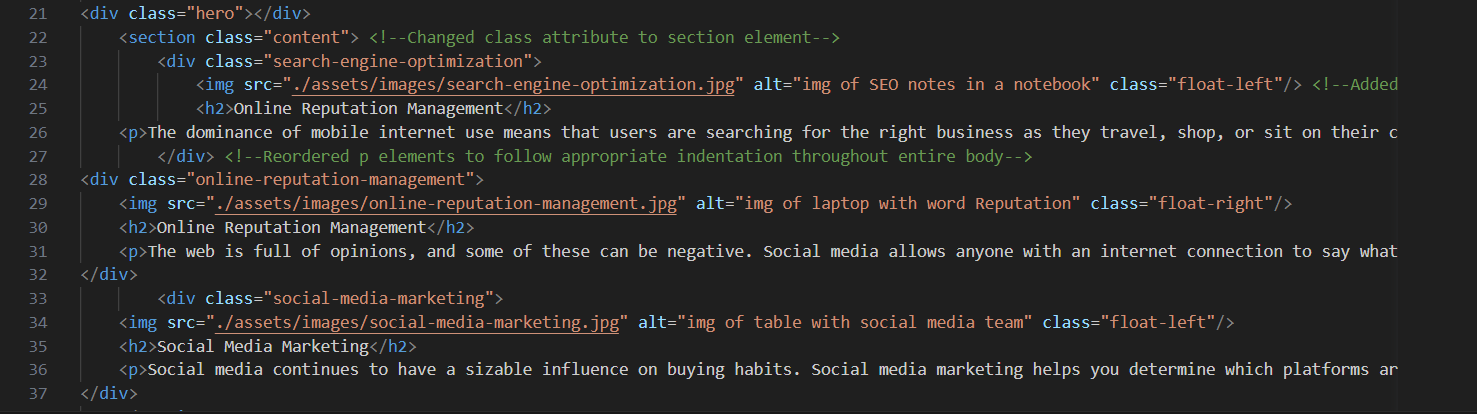 21 <div class="hero"></div>
22 <section class="content"> <!--Changed class attribute to section element-->
23 <div class="search-engine-optimization">
24 <img src="./assets/images/search-engine-optimization.jpg" alt="img of SEO notes in a notebook" class="float-left"/> <!--Added
25 <h2>Online Reputation Management</h2>
26 <p>The dominance of mobile internet use means that users are searching for the right business as they travel, shop, or sit on their c
27 </div> <!--Reordered p elements to follow appropriate indentation throughout entire body-->
28 <div class="online-reputation-management">
29 <img src="./assets/images/online-reputation-management.jpg" alt="img of laptop with word Reputation" class="float-right"/>
30 <h2>Online Reputation Management</h2>
31 <p>The web is full of opinions, and some of these can be negative. Social media allows anyone with an internet connection to say what
32 </div>
33 <div class="social-media-marketing">
34 <img src="./assets/images/social-media-marketing.jpg" alt="img of table with social media team" class="float-left"/>
35 <h2>Social Media Marketing</h2>
36 <p>Social media continues to have a sizable influence on buying habits. Social media marketing helps you determine which platforms ar
37 </div>